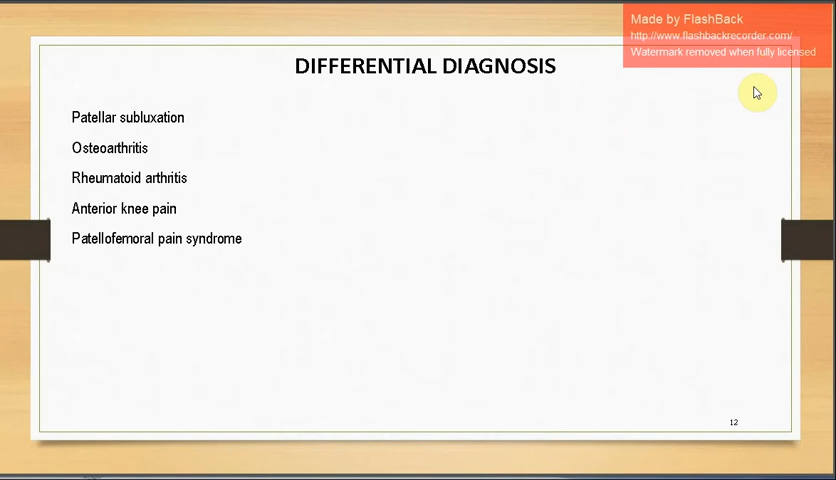 Made by FlashBack
http://www.flashbackrecorder.com/
Watermark removed when fully licensed
DIFFERENTIAL DIAGNOSIS
Patellar subluxation
Osteoarthritis
Rheumatoid arthritis
Anterior knee pain
Patellofemoral pain syndrome
12